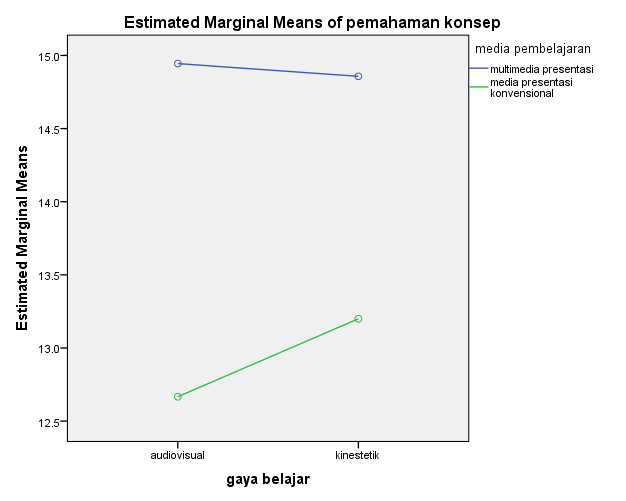 Estimated Marginal Means of pemahaman konsep
media pembelajaran
multimedia presentasi
media presentasi
konvensional
Estimated Marginal Means
15.0
14.5
14.0
13.5
13.0
12.5
audiovisual
kinestetik
gaya belajar